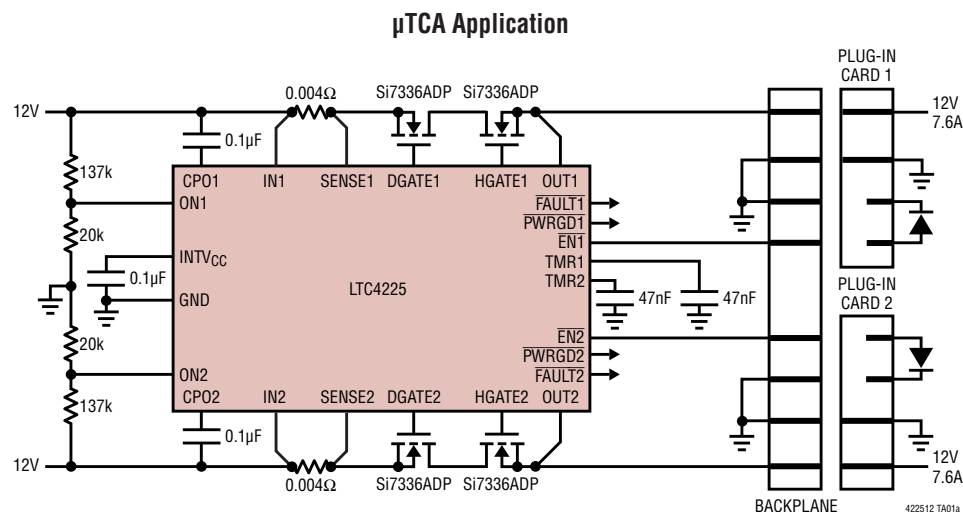 µTCA Application
PLUG-IN
CARD 1
0.004Ω
Si7336ADP
Si7336ADP
12V
12V
7.6A
0.1µF
137k
CPO1
IN1
SENSE1
DGATE1
HGATE1
OUT1
ON1
FAULT1
PWRGD1
EN1
20k
INTVCC
TMR1
0.1µF
TMR2
LTC4225
GND
47nF
47nF
PLUG-IN
CARD 2
20k
EN2
PWRGD2
ON2
FAULT2
CPO2
IN2
SENSE2
DGATE2
HGATE2
OUT2
137k
0.1µF
12V
12V
7.6A
0.004Ω
Si7336ADP
Si7336ADP
BACKPLANE
422512 TA01a